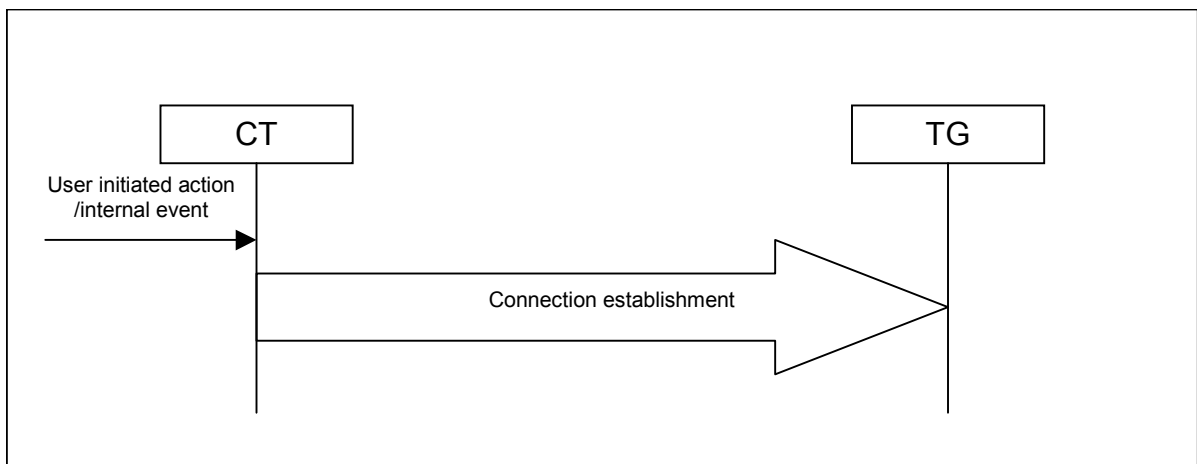 CT
TG
User initiated action
/internal event
Connection establishment